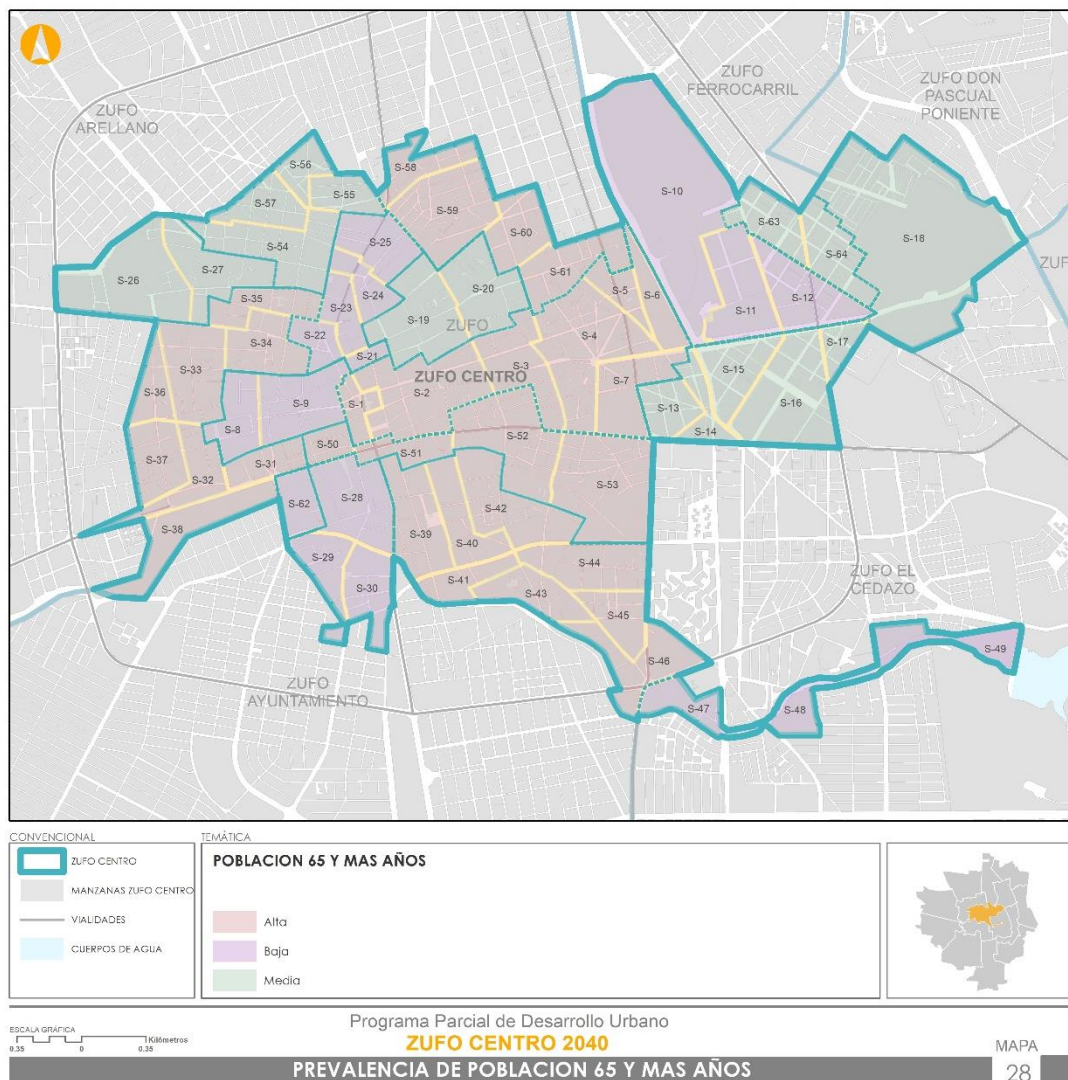 ZUFO
FERROCARRIL
ZUFO DON
PASCUAL
PONIENTE
ZUFO
ARELLANO
S-56
S-58
S-57
S-55
S-59
S-10
S-63
S-18
S-25
S-60
S-54
S-64
S-26
S-27
S-61
S-20
S-5
S-6
S-12
S-35
S-24
S-23
S-11
S-19
ZUFO
S-22
S-34
S-4
S-17
S-21
S-3
S-33
S-15
ZUFO CENTRO
S-7
S-36
S-9
S-1
S-2
S-13
S-16
S-8
S-14
S-52
S-50
S-51
S-37
S-31
S-32
S-53
S-62
S-28
S-42
S-38
S-39
S-40
S-29
S-44
S-30
S-41
S-43
S-45
ZUFO EL
CEDAZO
S-46
S-49
ZUFO
AYUNTAMIENTO
S-47
S-48
ZUF
CONVENCIONAL
ZUFO CENTRO
MANZANAS ZUFO CENTRO
VIALIDADES
CUERPOS DE AGUA
TEMÁTICA
POBLACION 65 Y MAS AÑOS
Alta
Baja
Media
ESCALA GRÁFICA
Kilómetros
0.35 0 0.35
Programa Parcial de Desarrollo Urbano
ZUFO CENTRO 2040
PREVALENCIA DE POBLACION 65 Y MAS AÑOS
MAPA
28